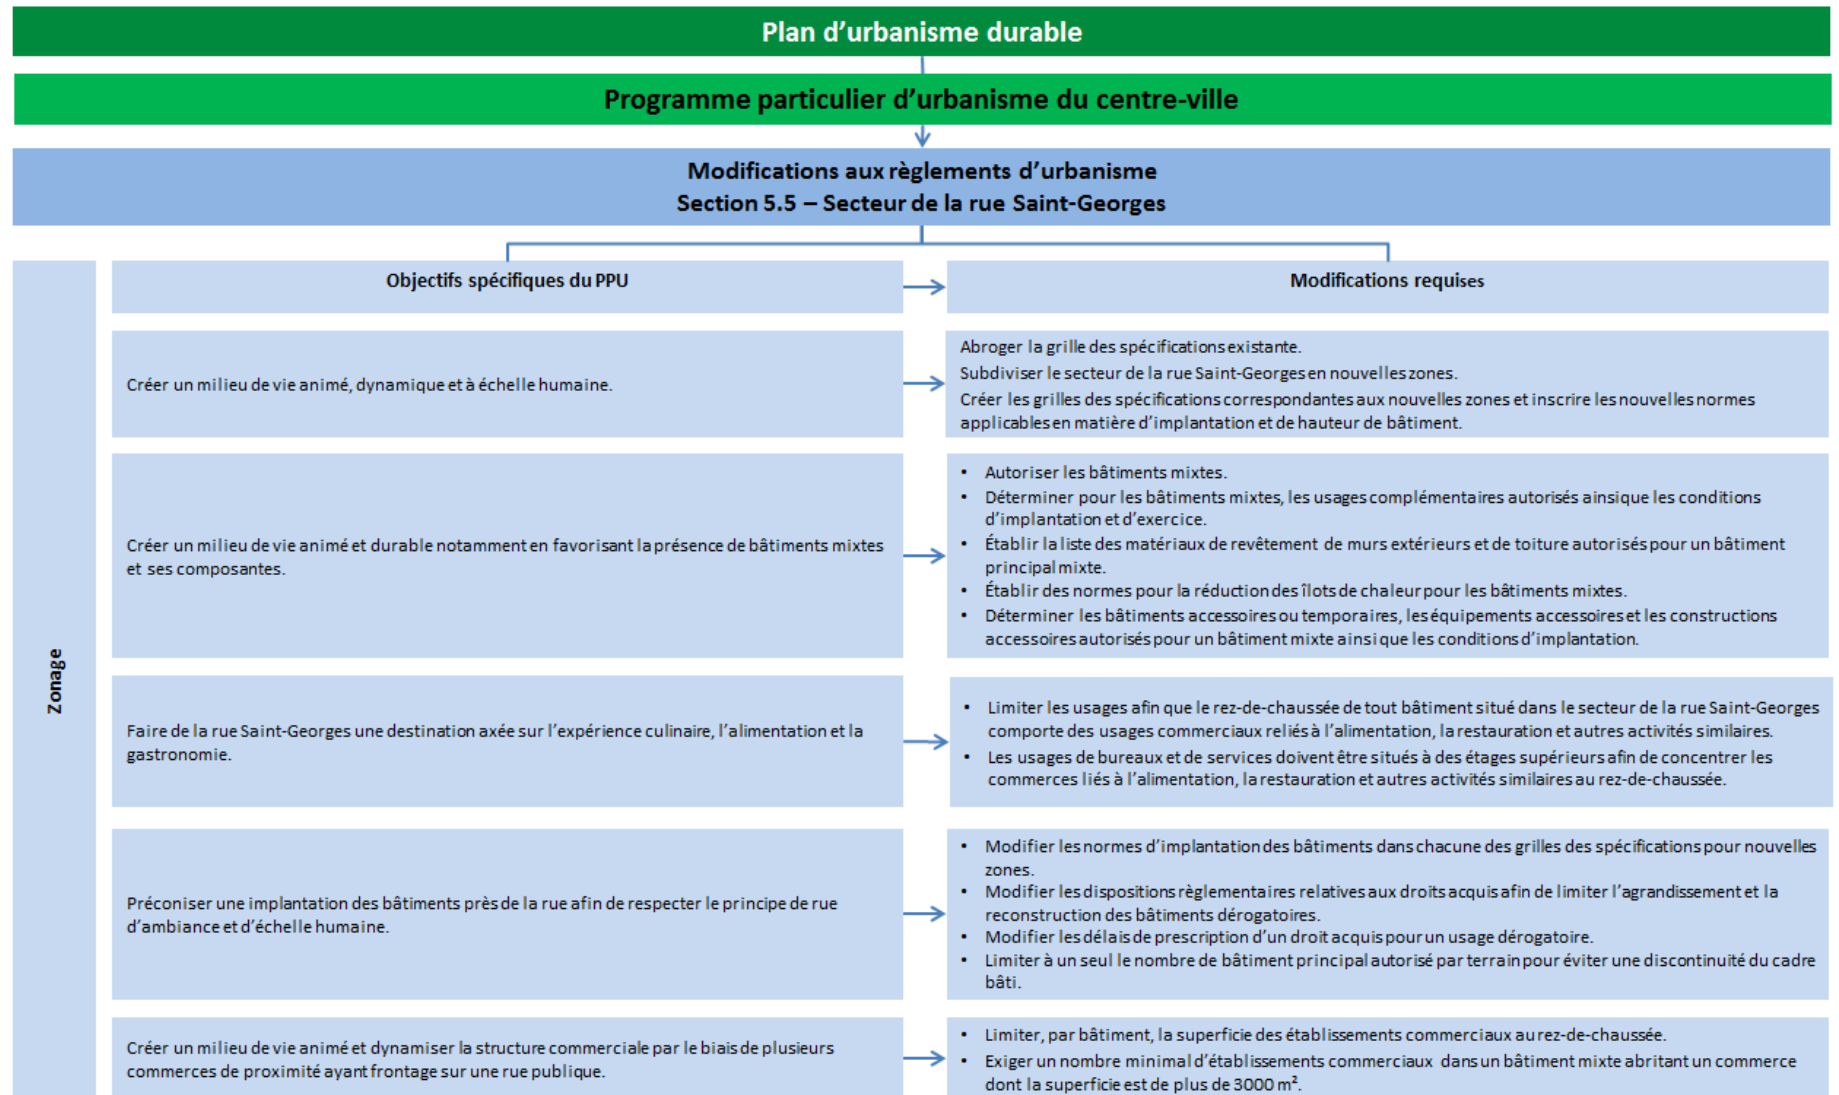 Plan d’urbanisme durable
Programme particulier d’urbanisme du centre-ville
Modifications aux règlements d’urbanisme
Section 5.5 – Secteur de la rue Saint-Georges
Zonage
Objectifs spécifiques du PPU
Modifications requises
Créer un milieu de vie animé, dynamique et à échelle humaine.
Abroger la grille des spécifications existante.
Subdiviser le secteur de la rue Saint-Georges en nouvelles zones.
Créer les grilles des spécifications correspondantes aux nouvelles zones et inscrire les nouvelles normes
applicables en matière d’implantation et de hauteur de bâtiment.
Créer un milieu de vie animé et durable notamment en favorisant la présence de bâtiments mixtes
et ses composantes.
• Autoriser les bâtiments mixtes.
• Déterminer pour les bâtiments mixtes, les usages complémentaires autorisés ainsi que les conditions
d’implantation et d’exercice.
• Établir la liste des matériaux de revêtement de murs extérieurs et de toiture autorisés pour un bâtiment
principal mixte.
• Établir des normes pour la réduction des îlots de chaleur pour les bâtiments mixtes.
• Déterminer les bâtiments accessoires ou temporaires, les équipements accessoires et les constructions
accessoires autorisés pour un bâtiment mixte ainsi que les conditions d’implantation.
Faire de la rue Saint-Georges une destination axée sur l’expérience culinaire, l’alimentation et la
gastronomie.
• Limiter les usages afin que le rez-de-chaussée de tout bâtiment situé dans le secteur de la rue Saint-Georges
comporte des usages commerciaux reliés à l’alimentation, la restauration et autres activités similaires.
• Les usages de bureaux et de services doivent être situés à des étages supérieurs afin de concentrer les
commerces liés à l’alimentation, la restauration et autres activités similaires au rez-de-chaussée.
Préconiser une implantation des bâtiments près de la rue afin de respecter le principe de rue
d’ambiance et d’échelle humaine.
• Modifier les normes d’implantation des bâtiments dans chacune des grilles des spécifications pour nouvelles
zones.
• Modifier les dispositions règlementaires relatives aux droits acquis afin de limiter l’agrandissement et la
reconstruction des bâtiments dérogatoires.
• Modifier les délais de prescription d’un droit acquis pour un usage dérogatoire.
• Limiter à un seul le nombre de bâtiment principal autorisé par terrain pour éviter une discontinuité du cadre
bâti.
Créer un milieu de vie animé et dynamiser la structure commerciale par le biais de plusieurs
commerces de proximité ayant frontage sur une rue publique.
• Limiter, par bâtiment, la superficie des établissements commerciaux au rez-de-chaussée.
• Exiger un nombre minimal d’établissements commerciaux dans un bâtiment mixte abritant un commerce
dont la superficie est de plus de 3000 m².